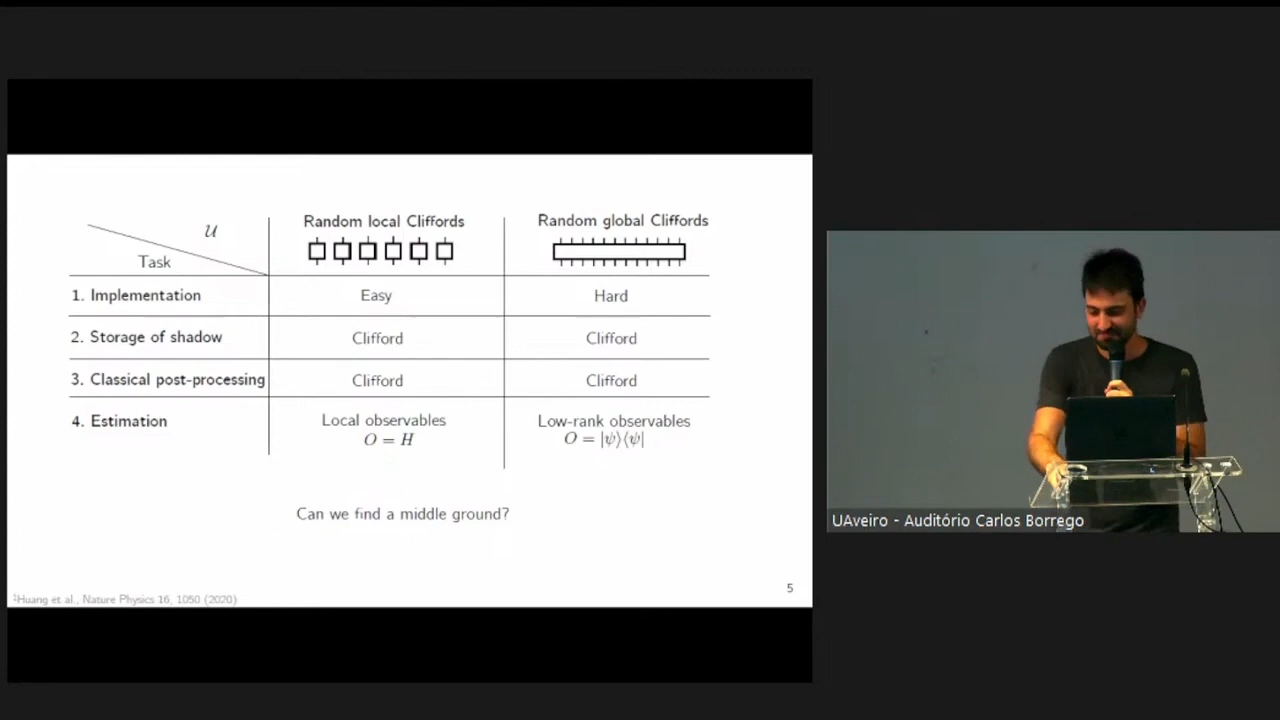 𝒰
Task
Random local Cliffords
Random global Cliffords
1. Implementation
Easy
Hard
2. Storage of shadow
Clifford
Clifford
3. Classical post-processing
Clifford
Clifford
4. Estimation
Local observables
O = H
Low-rank observables
O = |ψ⟩⟨ψ|
Can we find a middle ground?
5
¹Huang et al., Nature Physics 16, 1050 (2020)
UAveiro - Auditório Carlos Borrego